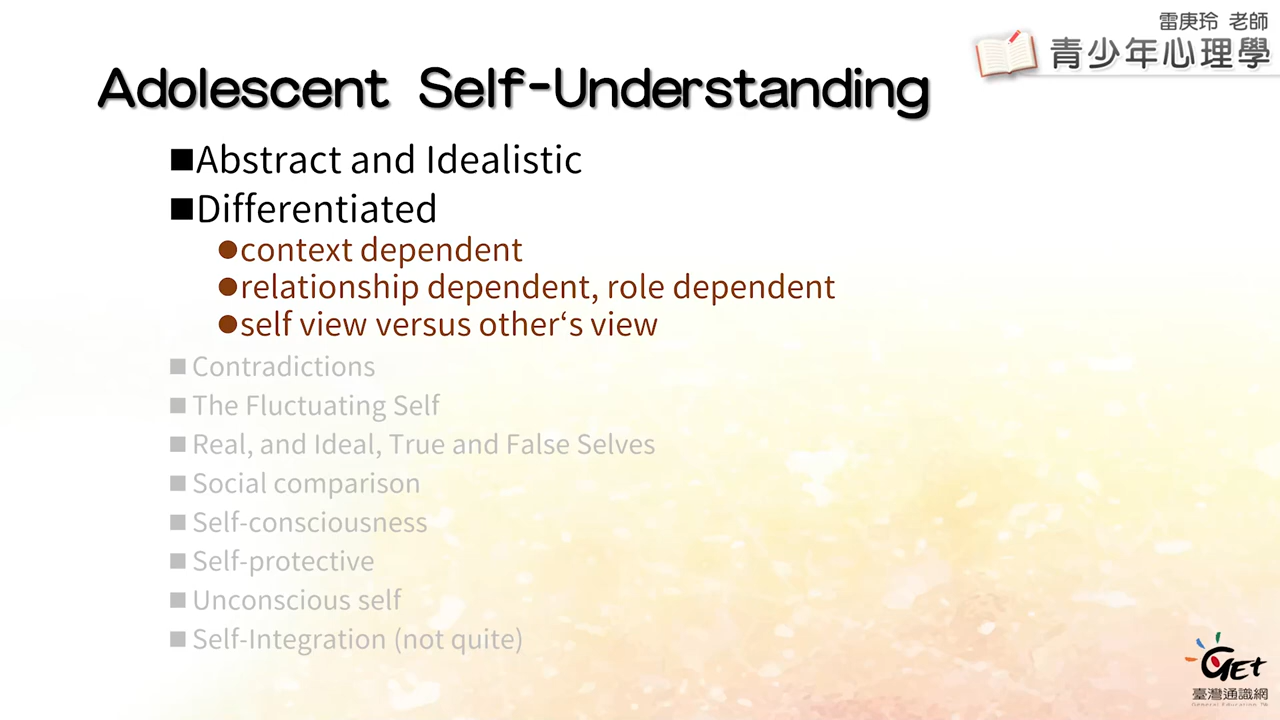 雷庚玲 老師
青少年心理學
Adolescent Self-Understanding
■Abstract and Idealistic
■Differentiated
●context dependent
●relationship dependent, role dependent
●self view versus other‘s view
■ Contradictions
■ The Fluctuating Self
■ Real, and Ideal, True and False Selves
■ Social comparison
■ Self-consciousness
■ Self-protective
■ Unconscious self
■ Self-Integration (not quite)
GEt
臺灣通識網